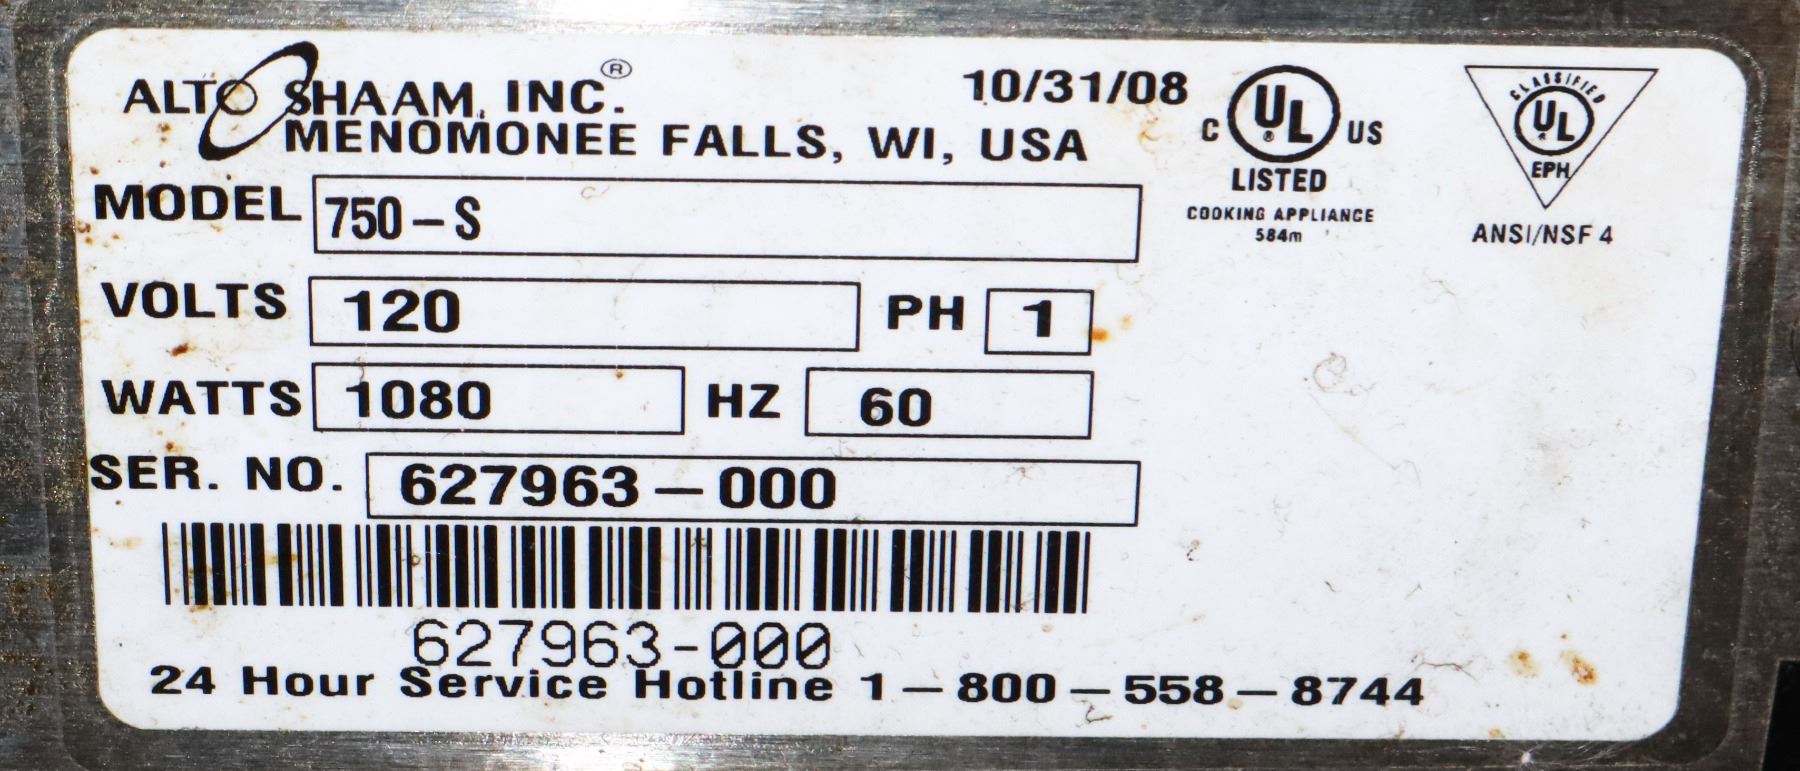 ALTO SHAAM, INC.® 10/31/08
MENOMONEE FALLS, WI, USA
C UL ® US
LISTED
COOKING APPLIANCE
584m
CLASSIFIED
UL ®
EPH
ANSI/NSF 4
MODEL 750-S
VOLTS 120 PH 1
WATTS 1080 HZ 60
SER. NO. 627963-000
627963-000
24 Hour Service Hotline 1-800-558-8744